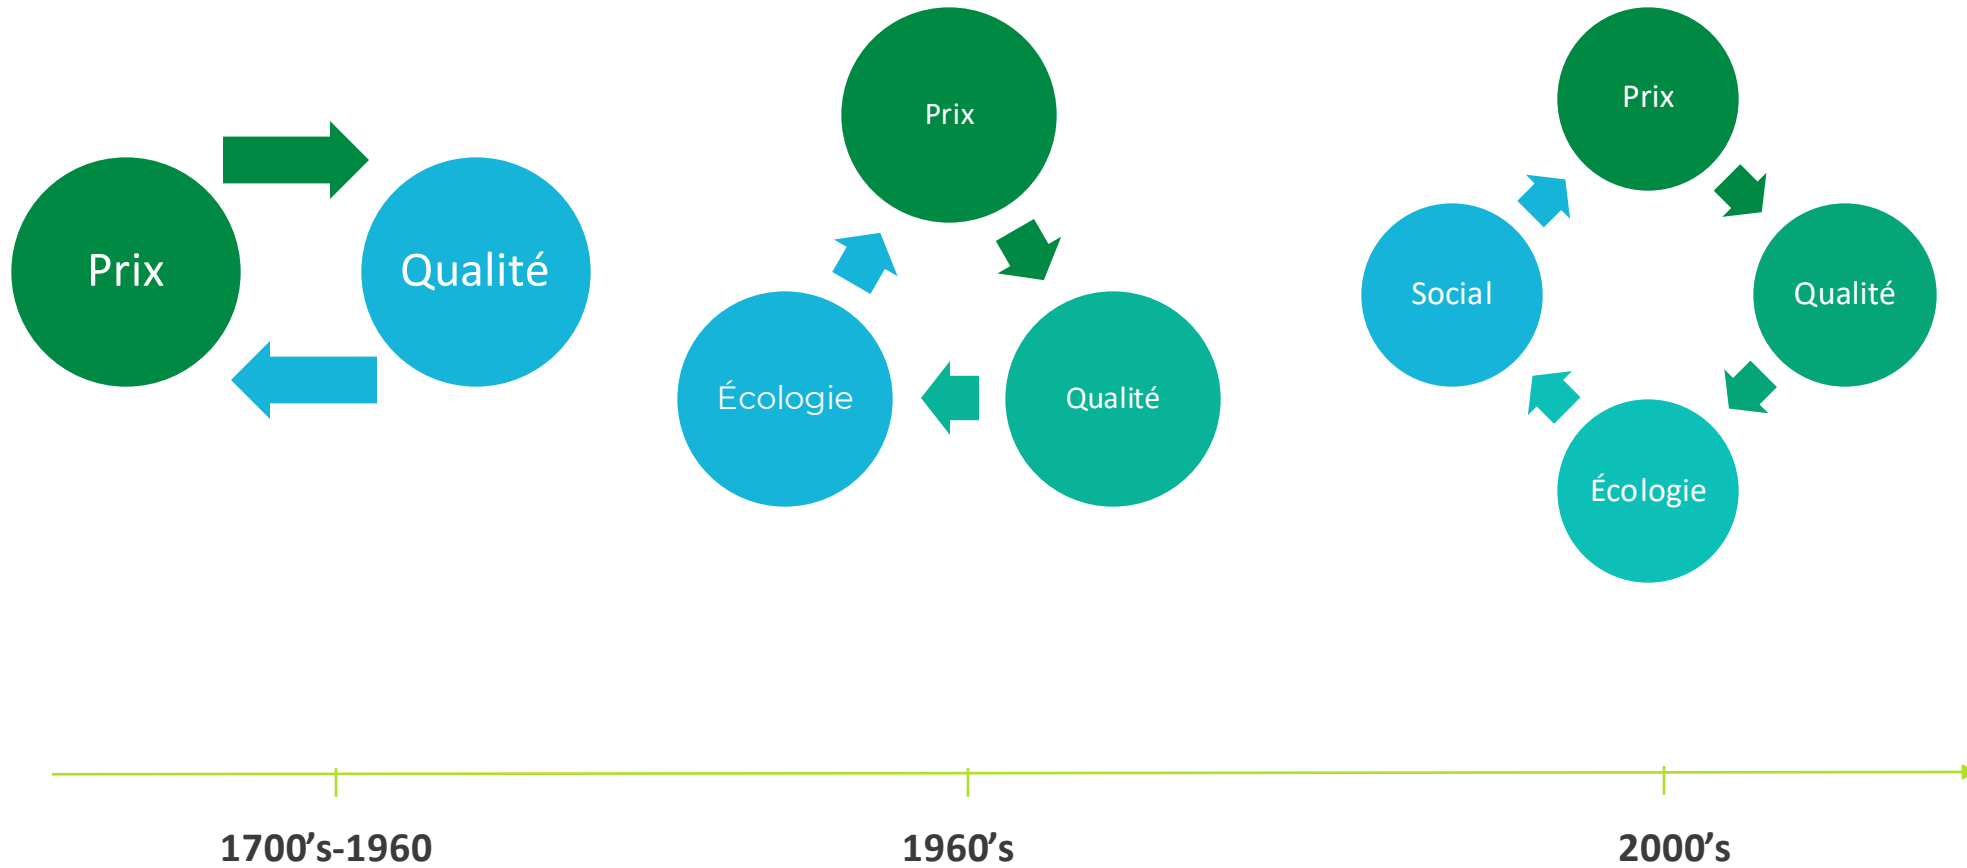 Prix
Qualité
Prix
Qualité
Écologie
Prix
Qualité
Écologie
Social
1700's-1960
1960's
2000's